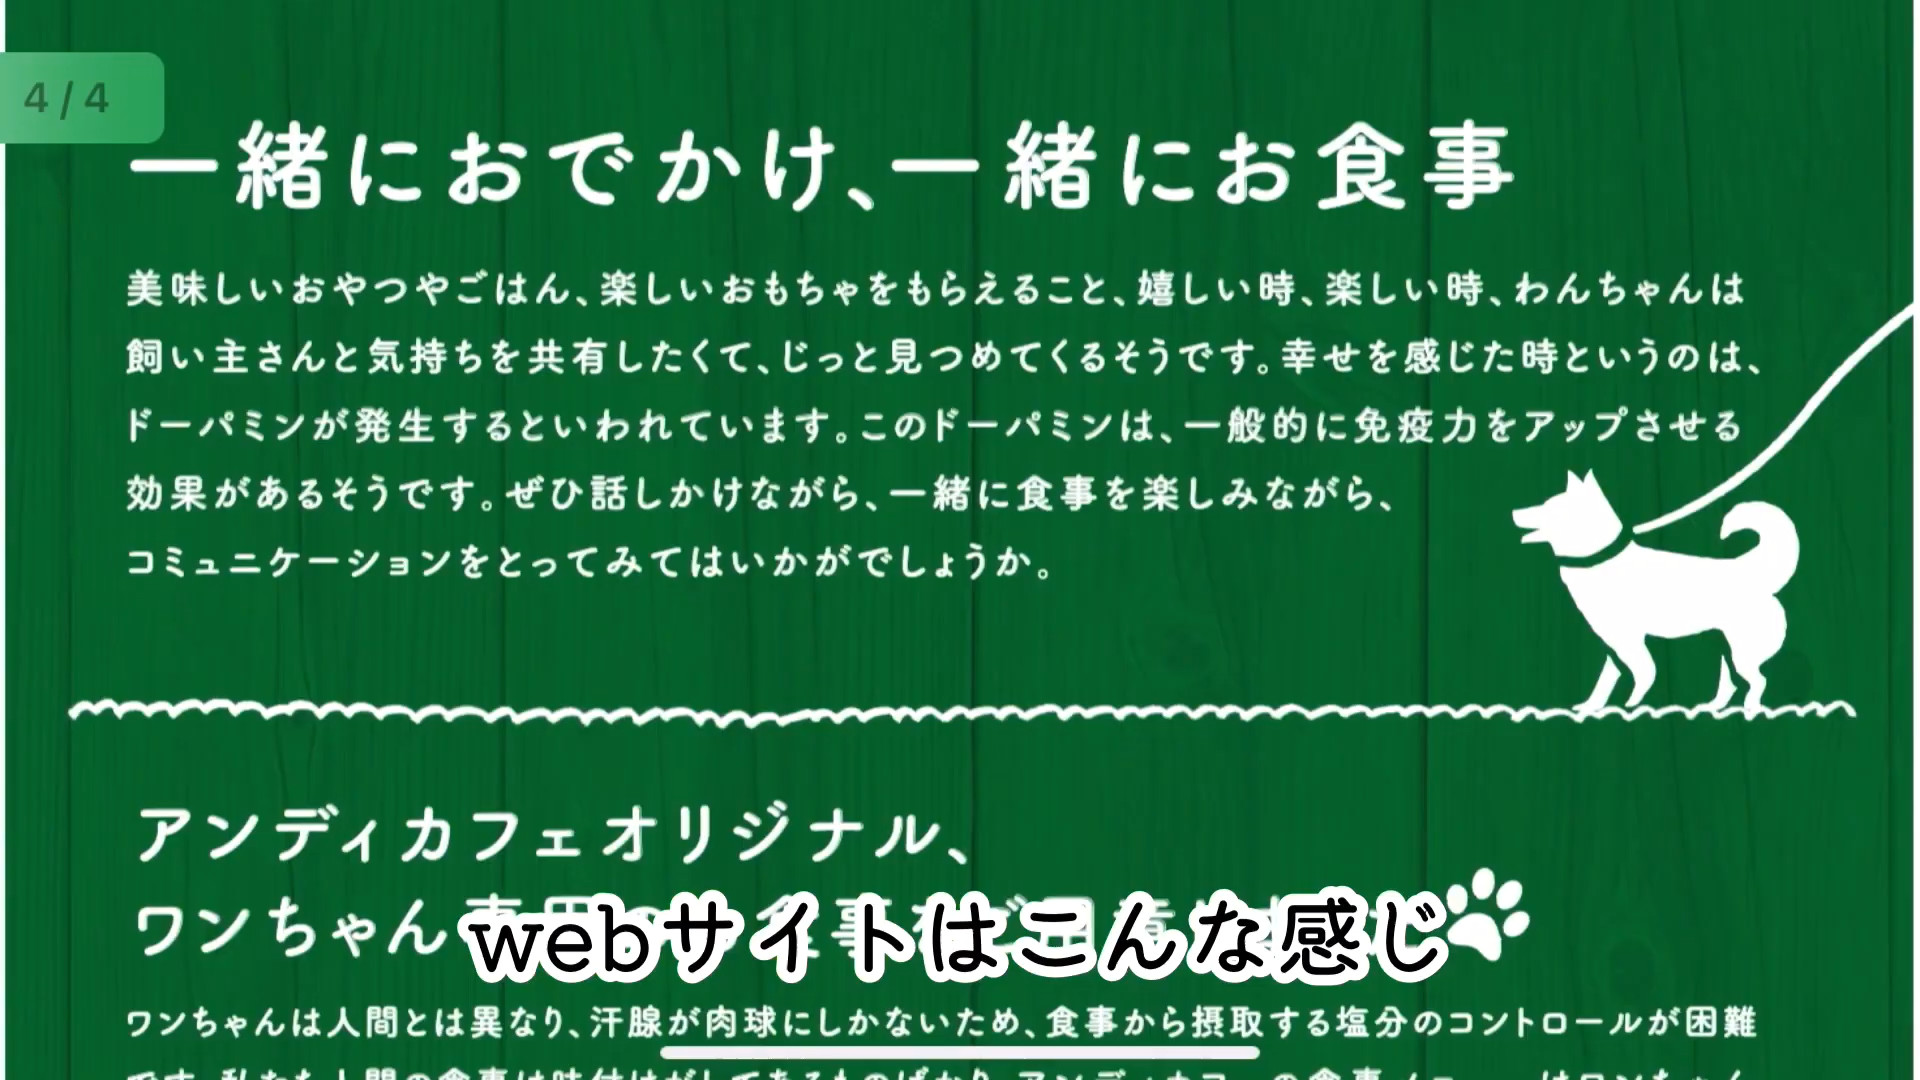 4 / 4
一緒におでかけ、一緒にお食事
美味しいおやつやごはん、楽しいおもちゃをもらえること、嬉しい時、楽しい時、わんちゃんは
飼い主さんと気持ちを共有したくて、じっと見つめてくるそうです。幸せを感じた時というのは、
ドーパミンが発生するといわれています。このドーパミンは、一般的に免疫力をアップさせる
効果があるそうです。ぜひ話しかけながら、一緒に食事を楽しみながら、
コミュニケーションをとってみてはいかがでしょうか。
アンディカフェオリジナル、
ワンちゃん
webサイトはこんな感じ
ワンちゃんは人間とは異なり、汗腺が肉球にしかないため、食事から摂取する塩分のコントロールが困難